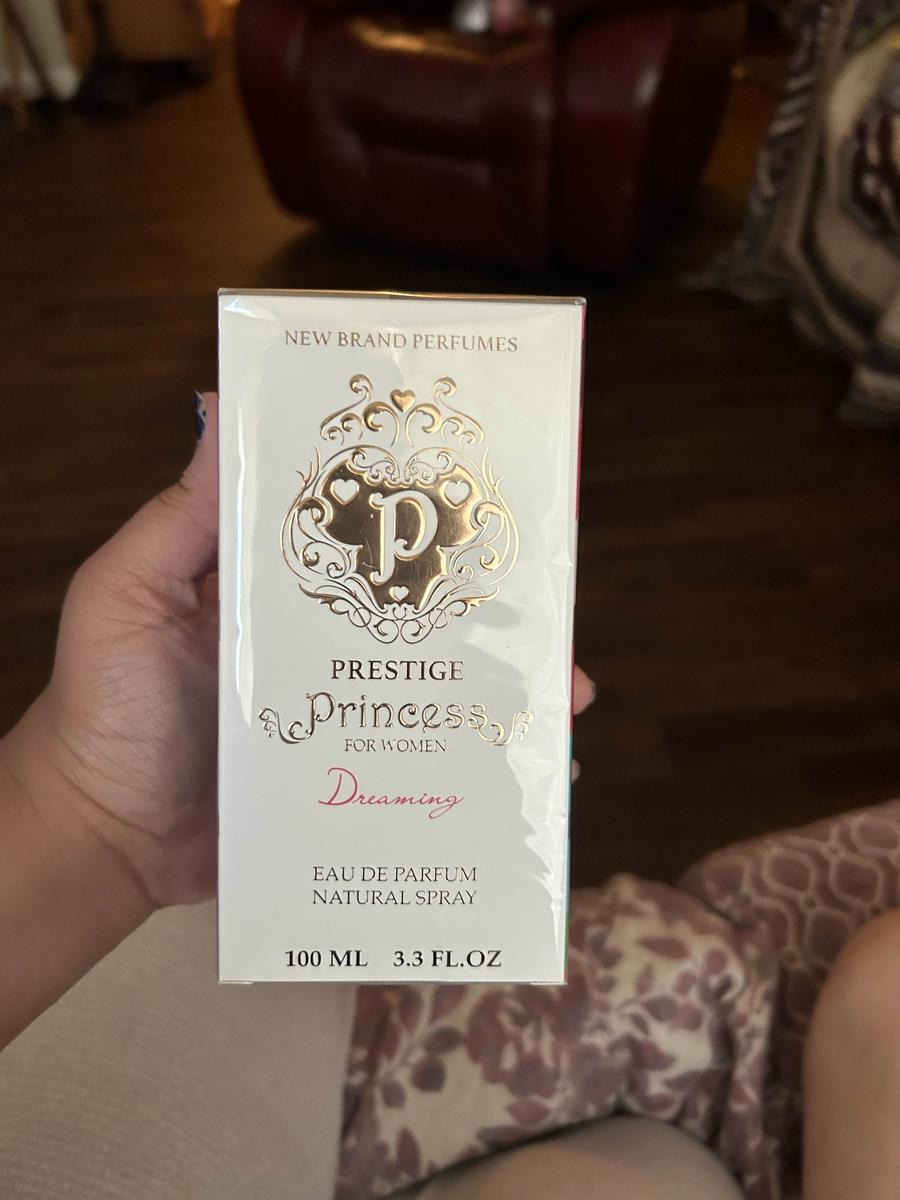 NEW BRAND PERFUMES
P
PRESTIGE
Princess
FOR WOMEN
Dreaming
EAU DE PARFUM
NATURAL SPRAY
100 ML 3.3 FL.OZ